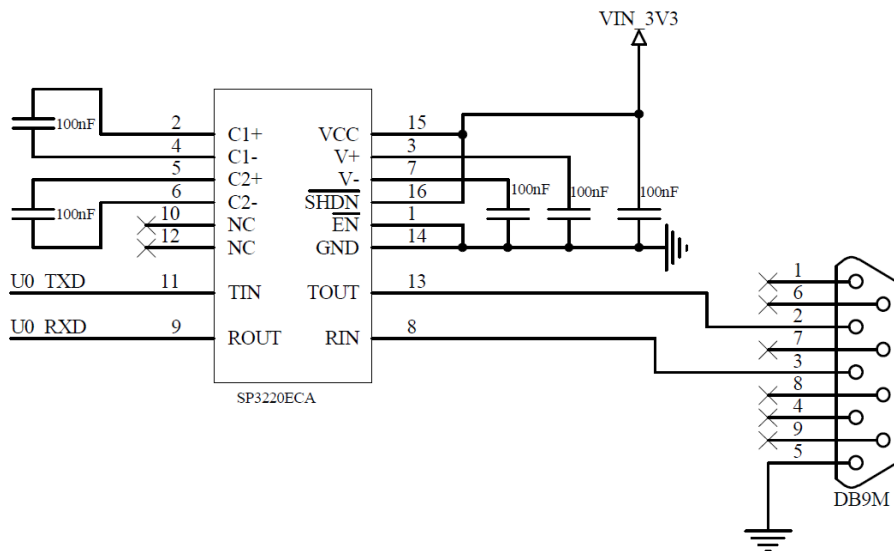 VIN_3V3
100nF
2 C1+ VCC 15
4 C1- V+ 3
5 C2+ V- 7
100nF
6 C2- SHDN 16
100nF 100nF 100nF
10 NC EN 1
12 NC GND 14
U0_TXD 11 TIN TOUT 13
U0_RXD 9 ROUT RIN 8
SP3220ECA
1
6
2
7
3
8
4
9
5
DB9M